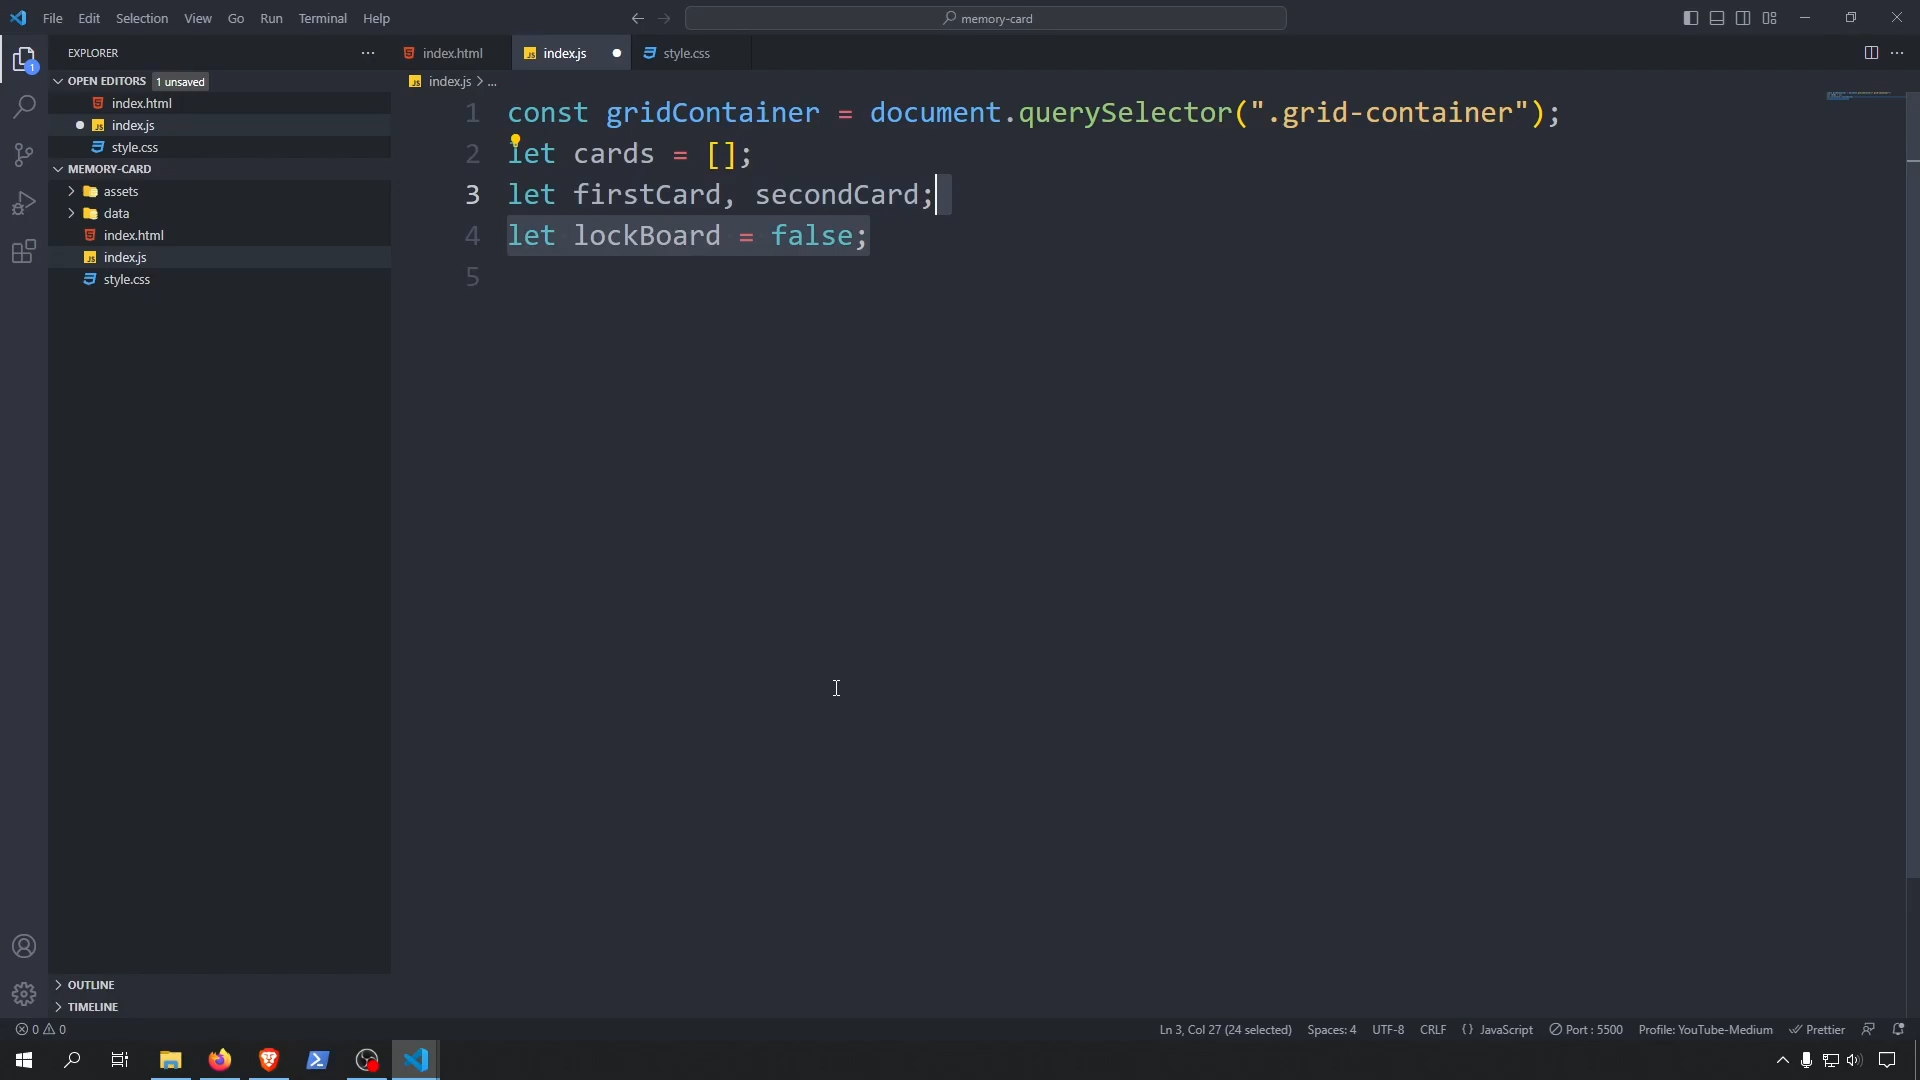 File Edit Selection View Go Run Terminal Help
memory-card
EXPLORER
index.html
index.js
style.css
OPEN EDITORS 1 unsaved
index.html
index.js
style.css
MEMORY-CARD
assets
data
index.html
index.js
style.css
OUTLINE
TIMELINE
index.js > ...
1 const gridContainer = document.querySelector(".grid-container");
2 let cards = [];
3 let firstCard, secondCard;
4 let lockBoard = false;
5
1
0 0
Ln 3, Col 27 (24 selected) Spaces: 4 UTF-8 CRLF {} JavaScript Port : 5500 Profile: YouTube-Medium Prettier